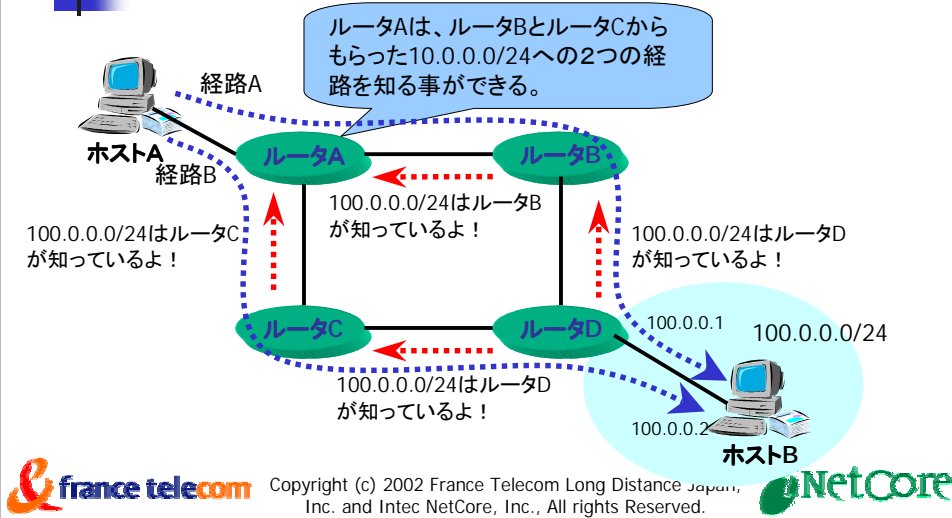 ルータAは、ルータBとルータCから
もらった10.0.0.0/24への２つの経
路を知る事ができる。
経路A
ホストA
経路B
ルータA
ルータB
100.0.0.0/24はルータB
が知っているよ！
100.0.0.0/24はルータC
が知っているよ！
100.0.0.0/24はルータD
が知っているよ！
ルータC
ルータD
100.0.0.1
100.0.0.0/24
100.0.0.0/24はルータD
が知っているよ！
100.0.0.2
ホストB
france telecom
Copyright (c) 2002 France Telecom Long Distance Japan,
Inc. and Intec NetCore, Inc., All rights Reserved.
NetCore